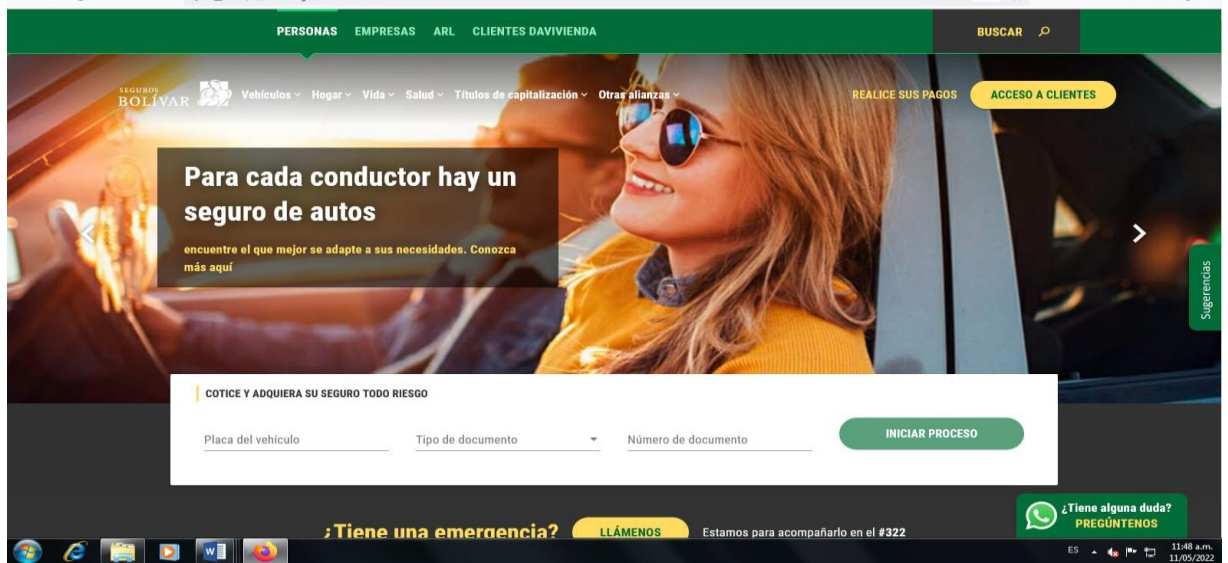 PERSONAS EMPRESAS ARL CLIENTES DAVIVIENDA
BUSCAR
SEGUROS
BOLÍVAR
Vehículos Hogar Vida Salud Títulos de capitalización Otras alianzas
REALICE SUS PAGOS
ACCESO A CLIENTES
Para cada conductor hay un
seguro de autos
encuentre el que mejor se adapte a sus necesidades. Conozca
más aquí
Sugerencias
COTICE Y ADQUIERA SU SEGURO TODO RIESGO
Placa del vehículo Tipo de documento Número de documento
INICIAR PROCESO
¿Tiene alguna duda?
PREGÚNTENOS
¿Tiene una emergencia?
LLÁMENOS
Estamos para acompañarlo en el #322
ES
11:48 a.m.
11/05/2022